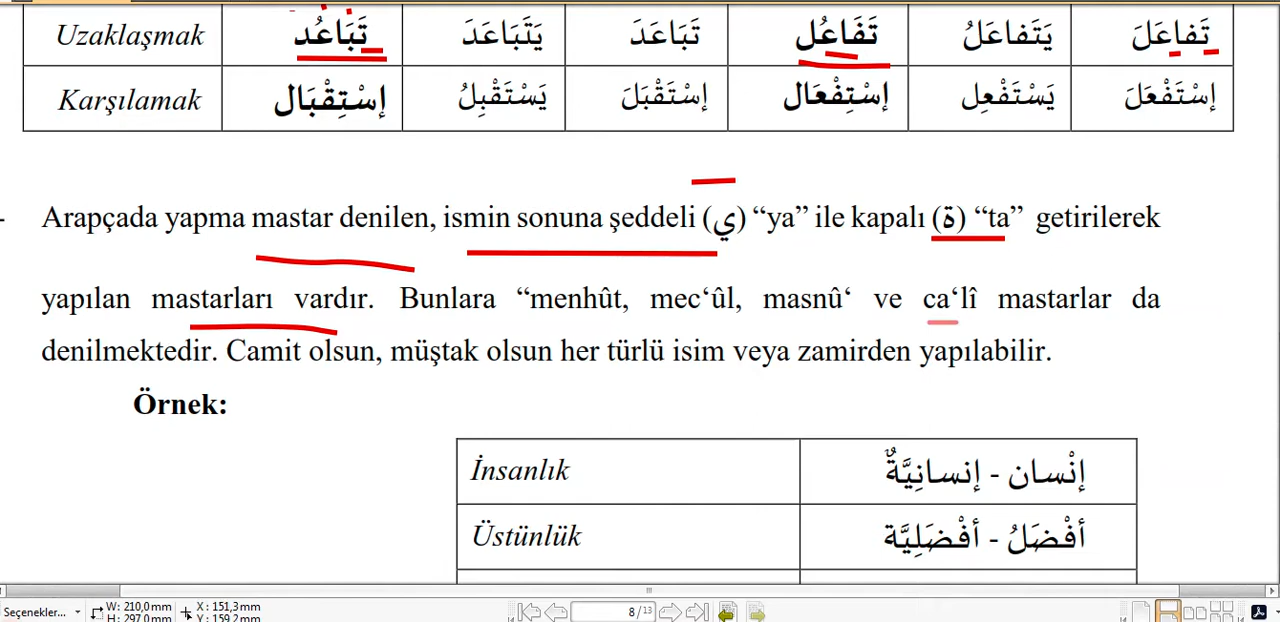 Uzaklaşmak تَبَاعُد يَتَبَاعَدَ تَبَاعَدَ تَفَاعُل يَتَفاعَلُ تَفاعَلَ
Karşılamak إسْتِقْبَال يَسْتَقْبِلُ إسْتَقْبَلَ إسْتِفْعَال يَسْتَفْعِل إسْتَفْعَلَ
Arapçada yapma mastar denilen, ismin sonuna şeddeli (ي) “ya” ile kapalı (ة) “ta” getirilerek
yapılan mastarları vardır. Bunlara “menhût, mec‘ûl, masnû‘ ve ca‘lî mastarlar da
denilmektedir. Camit olsun, müştak olsun her türlü isim veya zamirden yapılabilir.
Örnek:
İnsanlık إنْسان - إنسانِيَّةٌ
Üstünlük أفْضَلُ - أفْضَلِيَّة
Seçenekler... W: 210,0mm X: 151,3mm 8/13
H: 297,0mm Y: 159,2mm